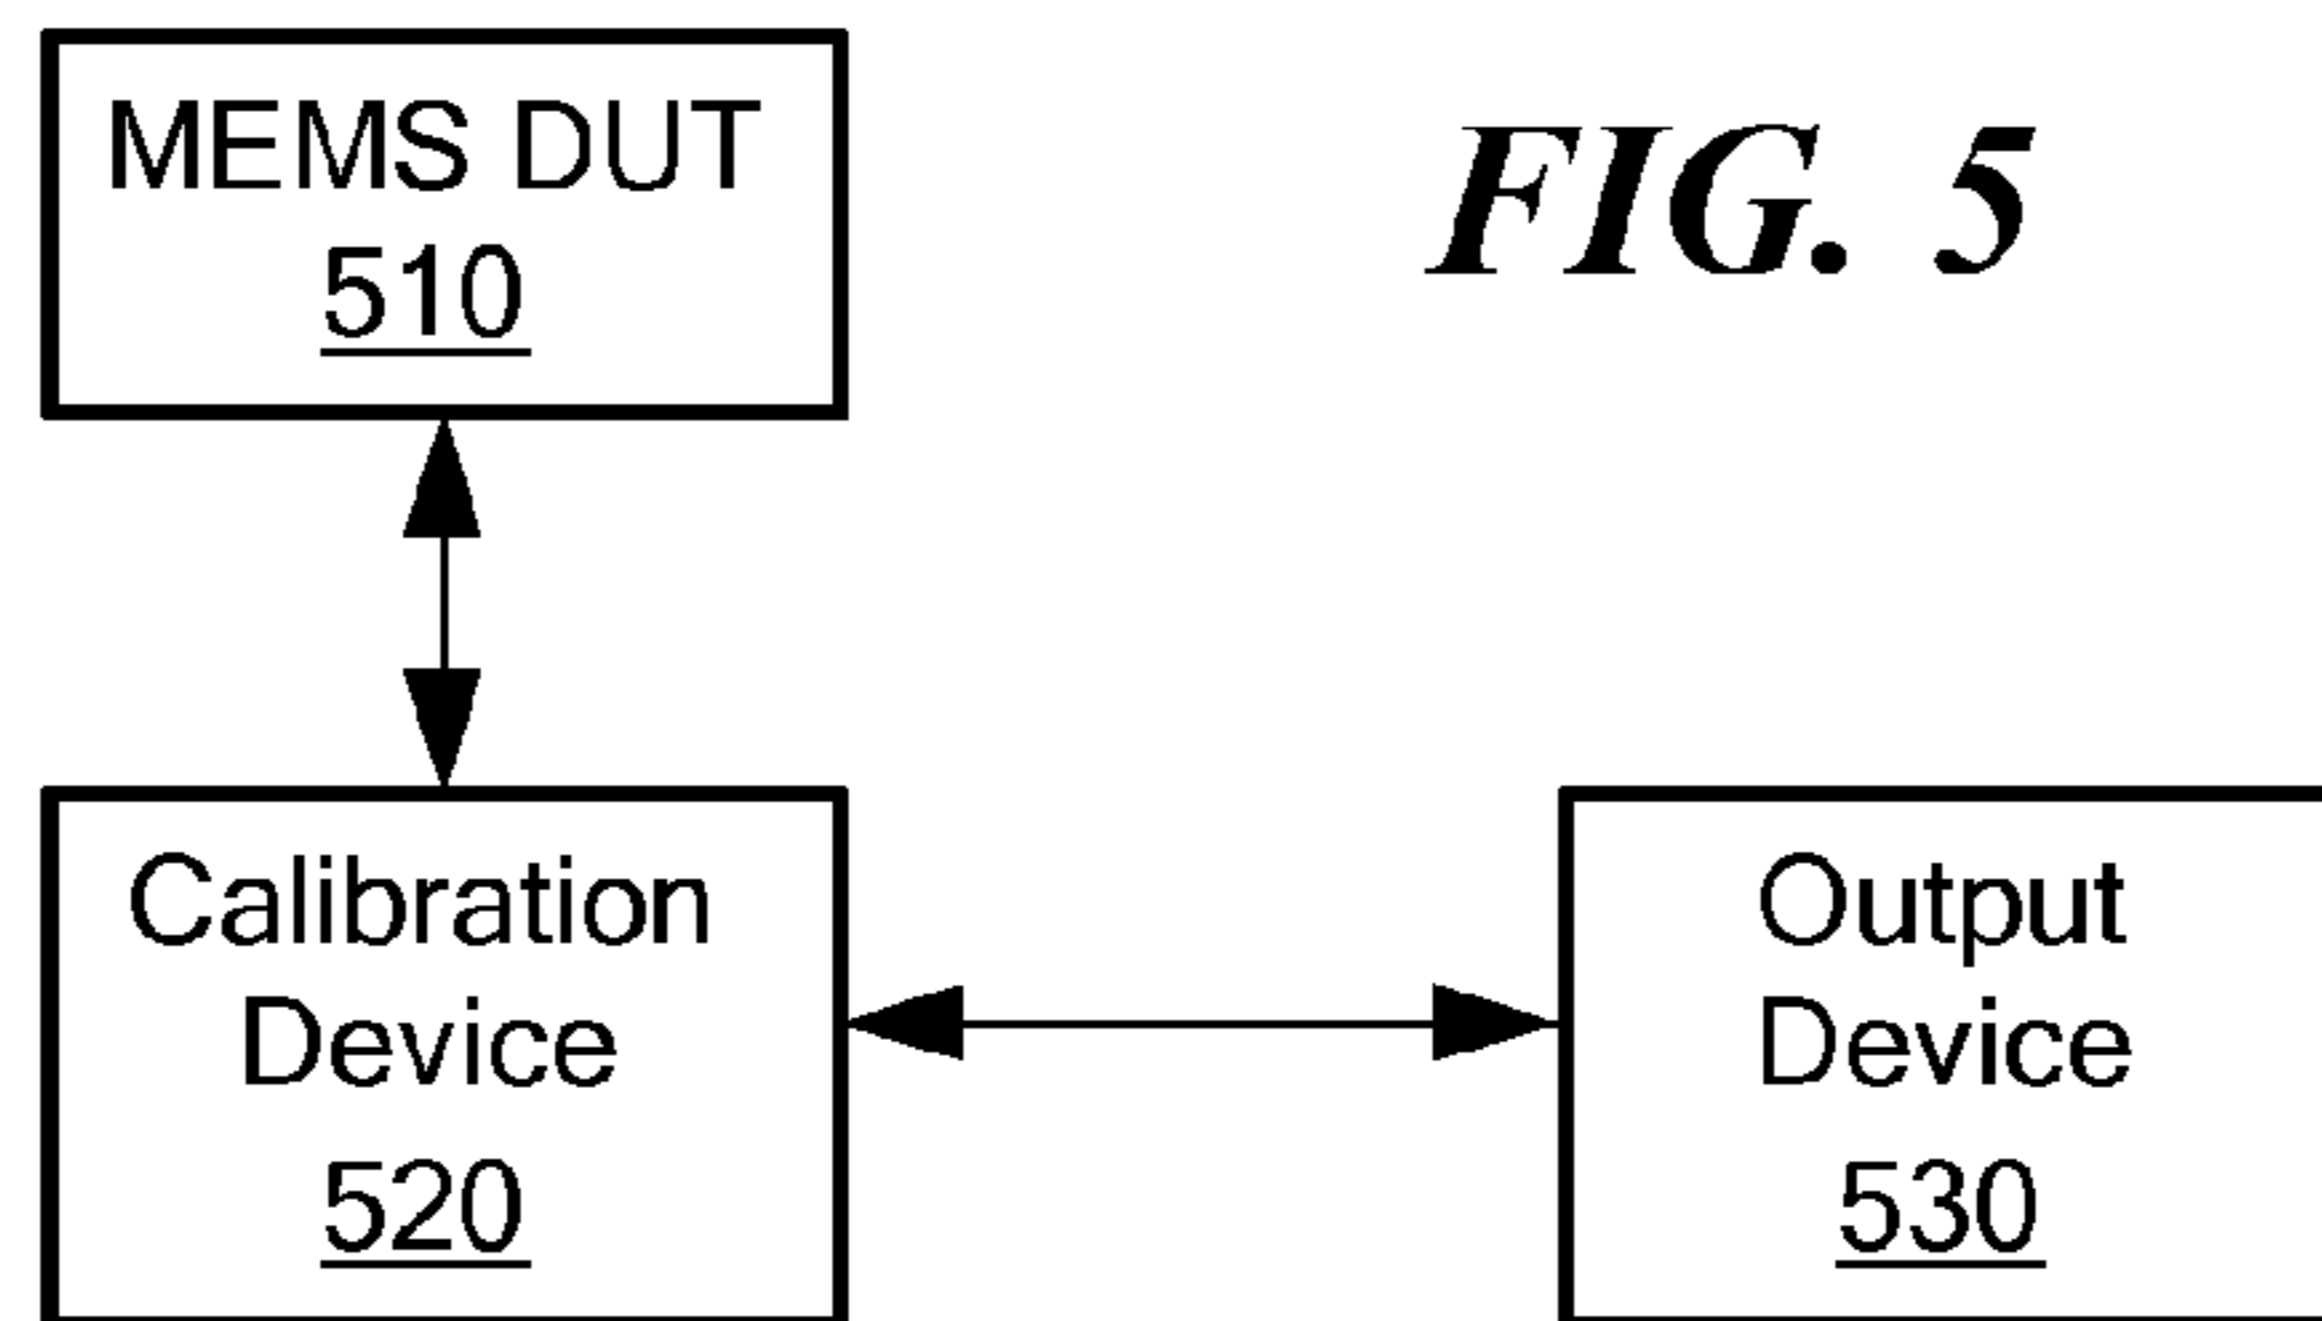 MEMS DUT
510
FIG. 5
Calibration
Device
520
Output
Device
530